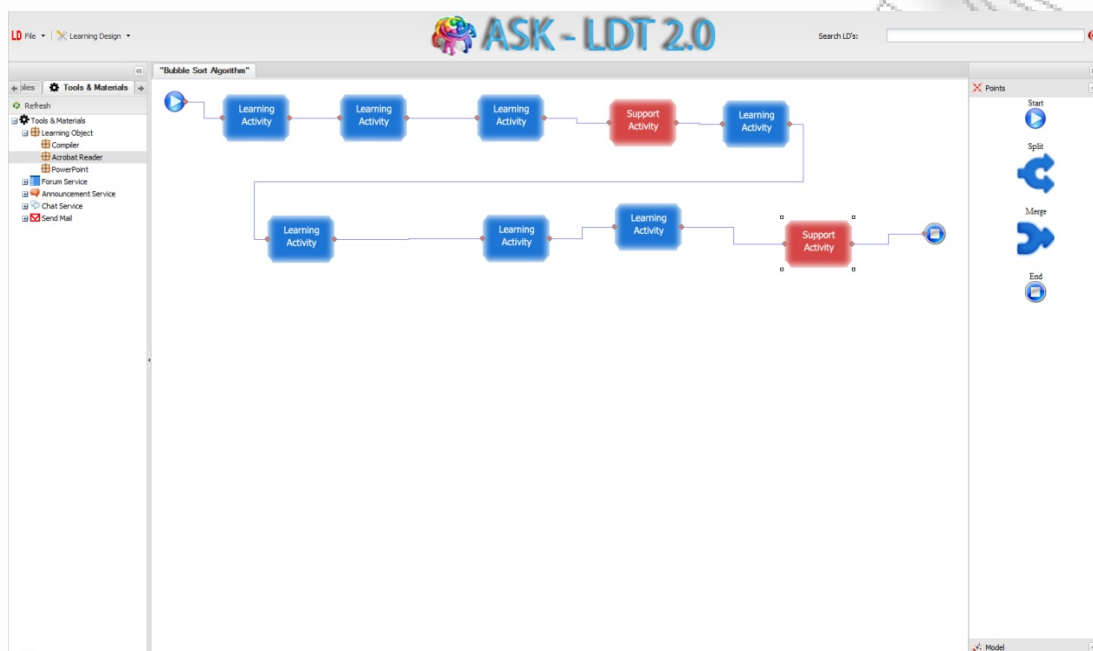 LD File
Learning Design
ASK - LDT 2.0
Search LD's:
Tools & Materials
"Bubble Sort Algorithm"
Points
Refresh
Tools & Materials
Learning Object
Compiler
Acrobat Reader
PowerPoint
Forum Service
Announcement Service
Chat Service
Send Mail
Learning
Activity
Learning
Activity
Learning
Activity
Support
Activity
Learning
Activity
Learning
Activity
Learning
Activity
Learning
Activity
Support
Activity
Start
Split
Merge
End
Model